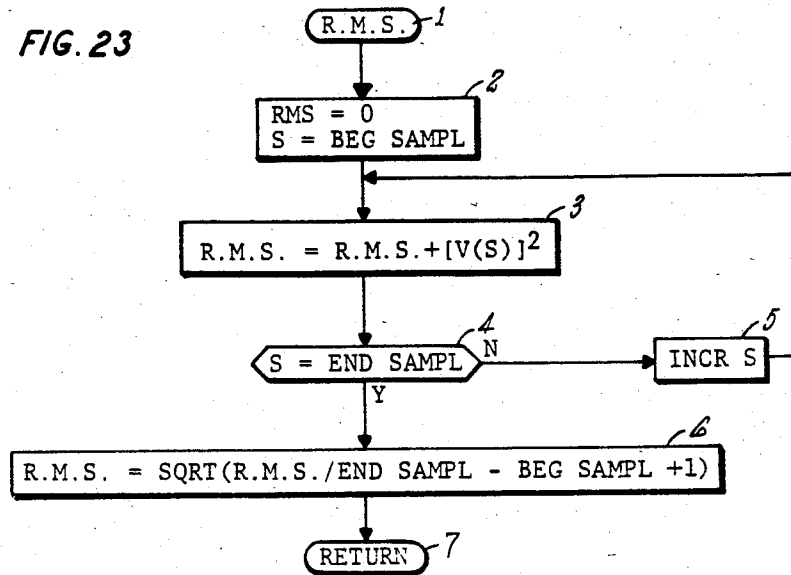 FIG. 23
R.M.S. 1
2
RMS = 0
S = BEG SAMPL
3
R.M.S. = R.M.S.+[V(S)]²
4
S = END SAMPL N
5
INCR S
Y
6
R.M.S. = SQRT(R.M.S./END SAMPL - BEG SAMPL +1)
RETURN 7